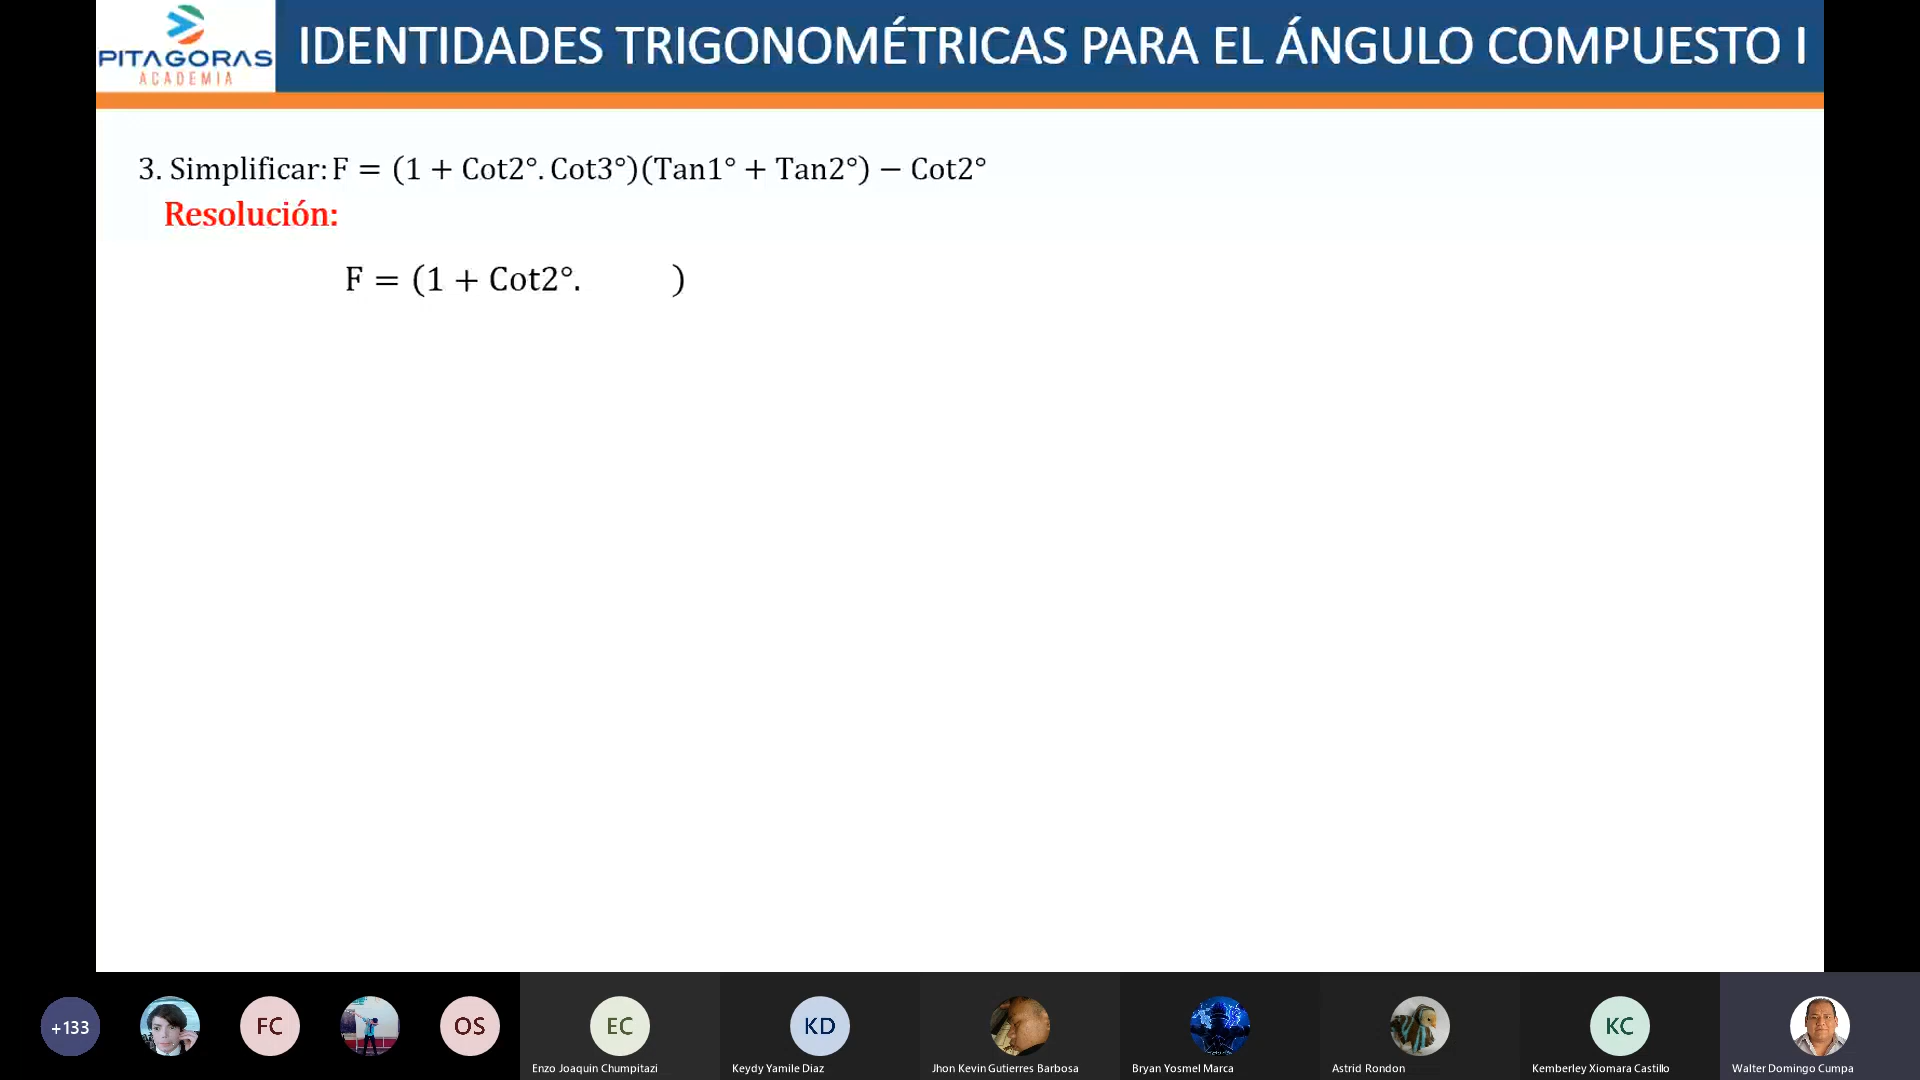 PITAGORAS
ACADEMIA
IDENTIDADES TRIGONOMÉTRICAS PARA EL ÁNGULO COMPUESTO I
3. Simplificar: F = (1 + Cot2°. Cot3°)(Tan1° + Tan2°) − Cot2°
Resolución:
F = (1 + Cot2°. )
+133
FC
OS
EC
KD
KC
Enzo Joaquin Chumpitazi
Keydy Yamile Diaz
Jhon Kevin Gutierres Barbosa
Bryan Yosmel Marca
Astrid Rondon
Kemberley Xiomara Castillo
Walter Domingo Cumpa